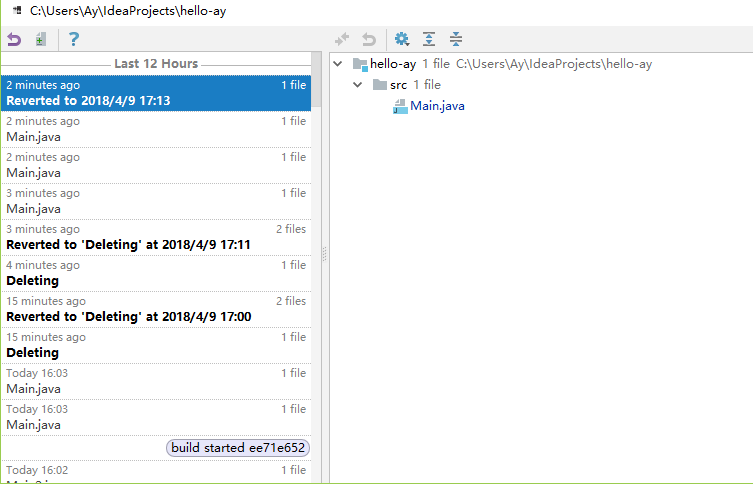 C:\Users\Ay\IdeaProjects\hello-ay
?
Last 12 Hours
2 minutes ago 1 file
Reverted to 2018/4/9 17:13
2 minutes ago 1 file
Main.java
2 minutes ago 1 file
Main.java
3 minutes ago 1 file
Main.java
3 minutes ago 2 files
Reverted to 'Deleting' at 2018/4/9 17:11
4 minutes ago 1 file
Deleting
15 minutes ago 2 files
Reverted to 'Deleting' at 2018/4/9 17:00
15 minutes ago 1 file
Deleting
Today 16:03 1 file
Main.java
Today 16:03 1 file
Main.java
build started ee71e652
Today 16:02 1 file
hello-ay 1 file C:\Users\Ay\IdeaProjects\hello-ay
src 1 file
Main.java